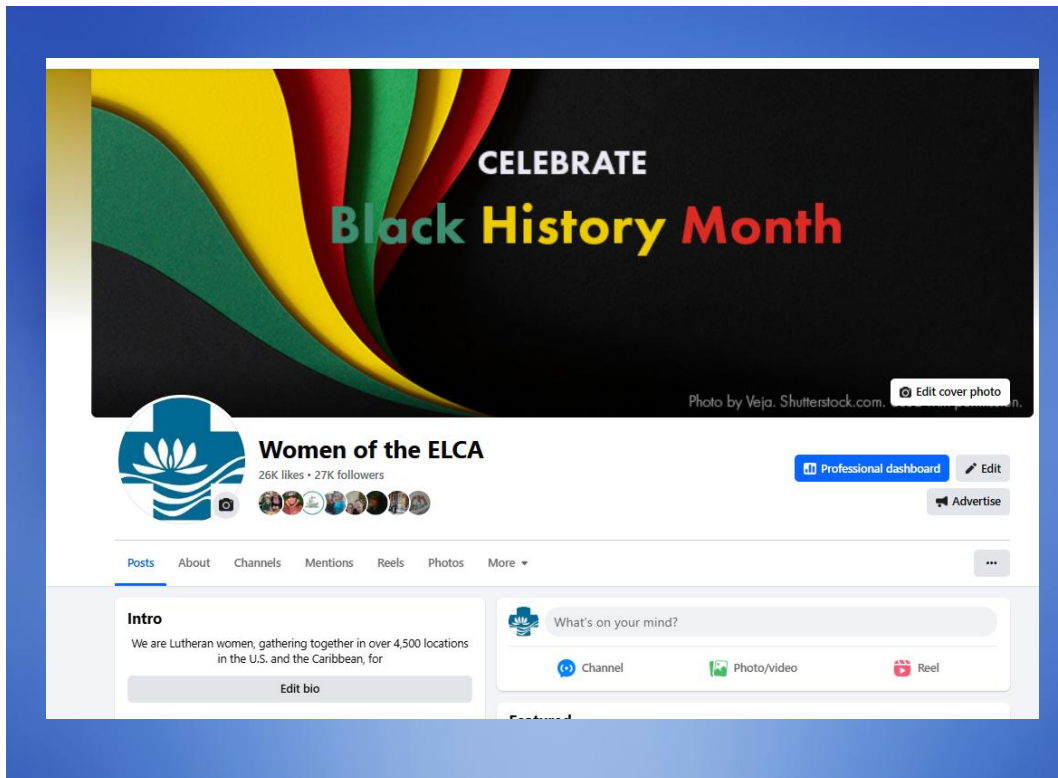 CELEBRATE
Black History Month
Photo by Veja. Shutterstock.com.
Edit cover photo
Women of the ELCA
26K likes • 27K followers
Professional dashboard
Edit
Advertise
Posts About Channels Mentions Reels Photos More
Intro
We are Lutheran women, gathering together in over 4,500 locations
in the U.S. and the Caribbean, for
Edit bio
What's on your mind?
Channel Photo/video Reel